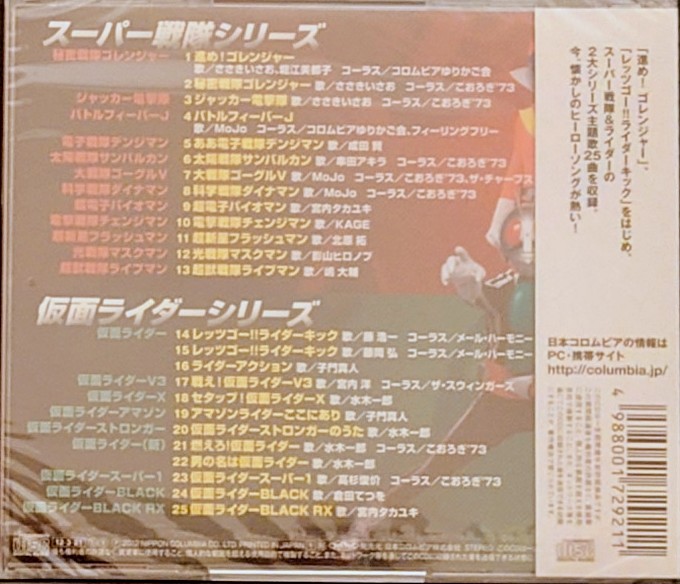 スーパー戦隊シリーズ
秘密戦隊ゴレンジャー 1 進め!ゴレンジャー
歌/ささきいさお、堀江美都子 コーラス/コロムビアゆりかご会
2 秘密戦隊ゴレンジャー 歌/ささきいさお コーラス/こおろぎ'73
ジャッカー電撃隊 3 ジャッカー電撃隊 歌/ささきいさお コーラス/こおろぎ'73
バトルフィーバーJ 4 バトルフィーバーJ
歌/MoJo コーラス/コロムビアゆりかご会、フィーリングフリー
電子戦隊デンジマン 5 ああ電子戦隊デンジマン 歌/成田 賢
太陽戦隊サンバルカン 6 太陽戦隊サンバルカン 歌/串田アキラ コーラス/こおろぎ'73
大戦隊ゴーグルV 7 大戦隊ゴーグルV 歌/MoJo コーラス/こおろぎ'73、ザ・チャープス
科学戦隊ダイナマン 8 科学戦隊ダイナマン 歌/MoJo コーラス/こおろぎ'73
超電子バイオマン 9 超電子バイオマン 歌/宮内タカユキ
電撃戦隊チェンジマン 10 電撃戦隊チェンジマン 歌/KAGE
超新星フラッシュマン 11 超新星フラッシュマン 歌/北原 拓
光戦隊マスクマン 12 光戦隊マスクマン 歌/影山ヒロノブ
超獣戦隊ライブマン 13 超獣戦隊ライブマン 歌/嶋 大輔
仮面ライダーシリーズ
仮面ライダー 14 レッツゴー!!ライダーキック 歌/藤 浩一 コーラス/メール・ハーモニー
15 レッツゴー!!ライダーキック 歌/藤岡 弘 コーラス/メール・ハーモニー
16 ライダーアクション 歌/子門真人
仮面ライダーV3 17 戦え!仮面ライダーV3 歌/宮内 洋 コーラス/ザ・スウィンガーズ
仮面ライダーX 18 セタップ!仮面ライダーX 歌/水木一郎
仮面ライダーアマゾン 19 アマゾンライダーここにあり 歌/子門真人
仮面ライダーストロンガー 20 仮面ライダーストロンガーのうた 歌/水木一郎
仮面ライダー(新) 21 燃えろ!仮面ライダー 歌/水木一郎 コーラス/こおろぎ'73
22 男の名は仮面ライダー 歌/水木一郎
仮面ライダースーパー1 23 仮面ライダースーパー1 歌/高杉俊价 コーラス/こおろぎ'73
仮面ライダーBLACK 24 仮面ライダーBLACK 歌/倉田てつを
仮面ライダーBLACK RX 25 仮面ライダーBLACK RX 歌/宮内タカユキ
2012 NIPPON COLUMBIA CO., LTD. PRINTED IN JAPAN
日本コロムビア株式会社 STEREO
「進め!ゴレンジャー」、
「レッツゴー!!ライダーキック」をはじめ、
スーパー戦隊&ライダーの
2大シリーズ主題歌25曲を収録。
今、懐かしのヒーローソングが熱い!
日本コロムビアの情報は
PC・携帯サイト
http://columbia.jp/
4 988001 729211